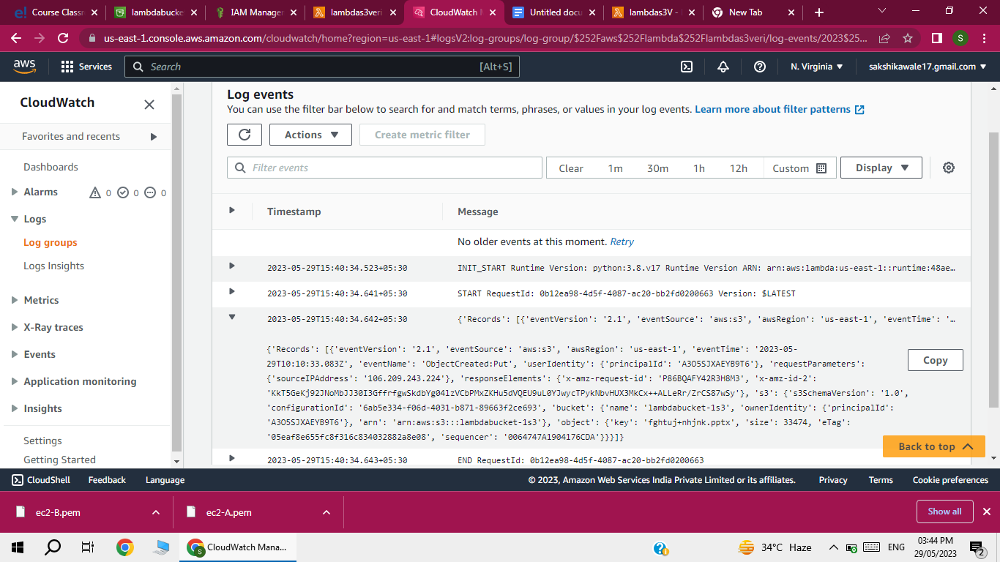 Course Classr
lambdabucket
IAM Manager
lambdas3veri
CloudWatch M
Untitled docu
lambdas3V -
New Tab
us-east-1.console.aws.amazon.com/cloudwatch/home?region=us-east-1#logsV2:log-groups/log-group/$252Faws$252Flambda$252Flambdas3veri/log-events/2023$25...
S
aws
Services
Search
[Alt+S]
N. Virginia
sakshikawale17.gmail.com
CloudWatch
Favorites and recents
Dashboards
Alarms
0
0
0
Logs
Log groups
Logs Insights
Metrics
X-Ray traces
Events
Application monitoring
Insights
Settings
Getting Started
Log events
You can use the filter bar below to search for and match terms, phrases, or values in your log events. Learn more about filter patterns
Actions
Create metric filter
Filter events
Clear
1m
30m
1h
12h
Custom
Display
Timestamp
Message
No older events at this moment. Retry
2023-05-29T15:40:34.523+05:30
INIT_START Runtime Version: python:3.8.v17 Runtime Version ARN: arn:aws:lambda:us-east-1::runtime:48ae…
2023-05-29T15:40:34.641+05:30
START RequestId: 0b12ea98-4d5f-4087-ac20-bb2fd0200663 Version: $LATEST
2023-05-29T15:40:34.642+05:30
{'Records': [{'eventVersion': '2.1', 'eventSource': 'aws:s3', 'awsRegion': 'us-east-1', 'eventTime': '…
{'Records': [{'eventVersion': '2.1', 'eventSource': 'aws:s3', 'awsRegion': 'us-east-1', 'eventTime': '2023-05-
29T10:10:33.083Z', 'eventName': 'ObjectCreated:Put', 'userIdentity': {'principalId': 'A3O5SJXAEYB9T6'}, 'requestParameters':
{'sourceIPAddress': '106.209.243.224'}, 'responseElements': {'x-amz-request-id': 'P86BQAFY42R3H8M3', 'x-amz-id-2':
'KkT5GeKj92JNoMbJJ30I3GffrfgwSkdbYg04lzVCbPMxZKHu5dVQEU9uL0YJwycTPykNbvHUX3MkCx++ALLeRr/ZrCS87wSy'}, 's3': {'s3SchemaVersion': '1.0',
'configurationId': '6ab5e334-f06d-4031-b871-89663f2ce693', 'bucket': {'name': 'lambdabucket-1s3', 'ownerIdentity': {'principalId':
'A3O5SJXAEYB9T6'}, 'arn': 'arn:aws:s3:::lambdabucket-1s3'}, 'object': {'key': 'fghtuj+nhjnk.pptx', 'size': 33474, 'eTag':
'05eaf8e655fc8f316c834032882a8e08', 'sequencer': '0064747A1904176CDA'}}}]}
Copy
Back to top
2023-05-29T15:40:34.643+05:30
END RequestId: 0b12ea98-4d5f-4087-ac20-bb2fd0200663
CloudShell
Feedback
Language
© 2023, Amazon Web Services India Private Limited or its affiliates.
Privacy
Terms
Cookie preferences
ec2-B.pem
ec2-A.pem
Show all
CloudWatch Mana...
34°C Haze
ENG
03:44 PM
29/05/2023
2